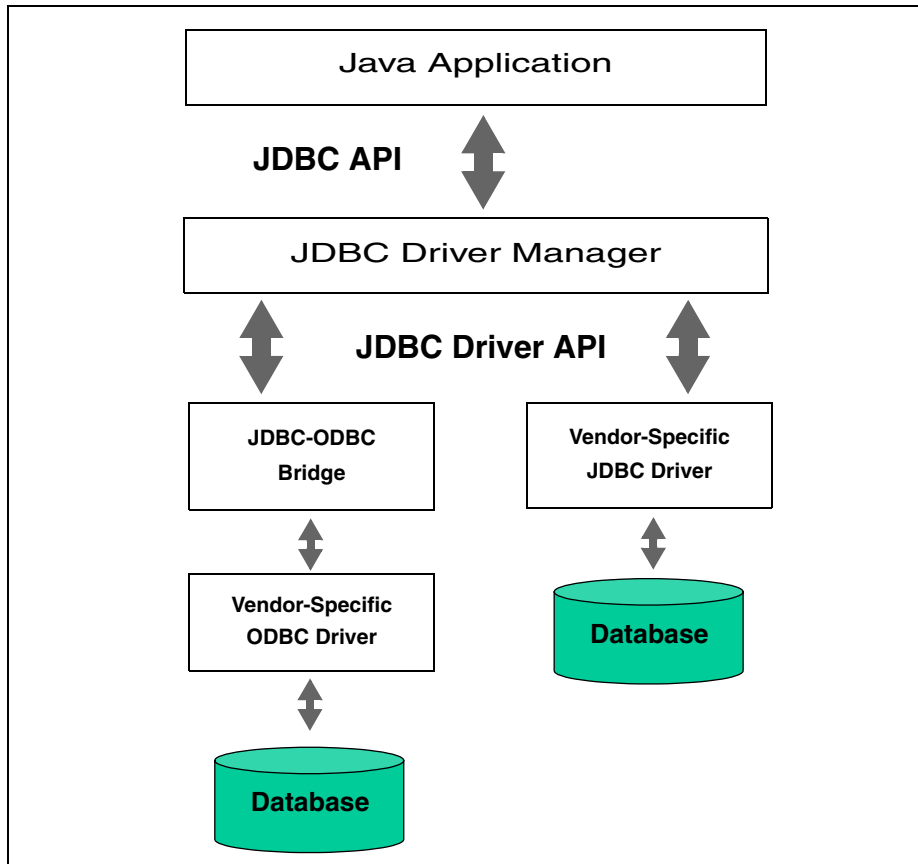 Java Application
JDBC API
JDBC Driver Manager
JDBC Driver API
JDBC-ODBC
Bridge
Vendor-Specific
JDBC Driver
Vendor-Specific
ODBC Driver
Database
Database